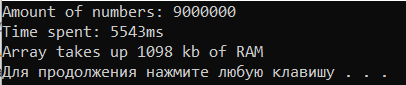 Amount of numbers: 9000000
Time spent: 5543ms
Array takes up 1098 kb of RAM
Для продолжения нажмите любую клавишу . . .